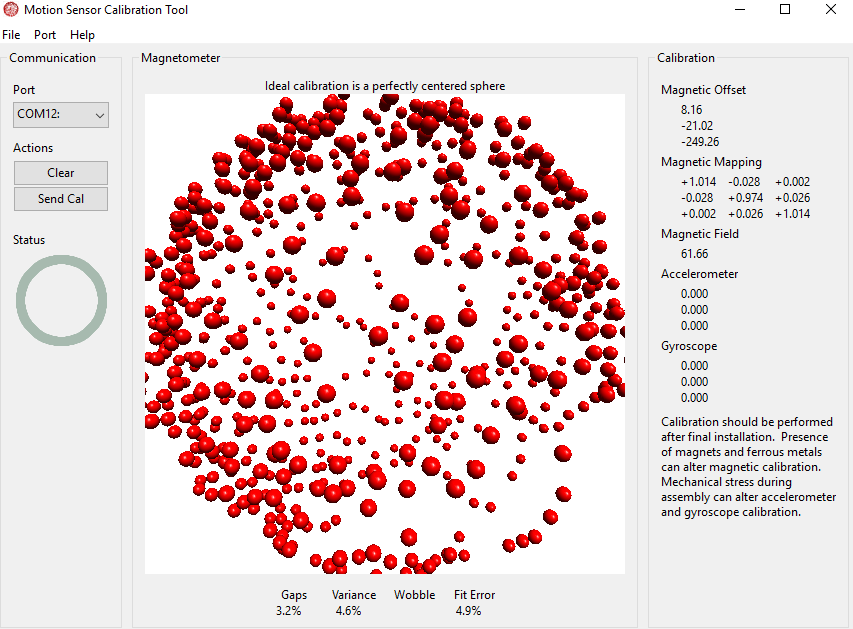 Motion Sensor Calibration Tool
File Port Help
Communication
Port
COM12:
Actions
Clear
Send Cal
Status
Magnetometer
Ideal calibration is a perfectly centered sphere
Gaps Variance Wobble Fit Error
3.2% 4.6% 4.9%
Calibration
Magnetic Offset
8.16
-21.02
-249.26
Magnetic Mapping
+1.014 -0.028 +0.002
-0.028 +0.974 +0.026
+0.002 +0.026 +1.014
Magnetic Field
61.66
Accelerometer
0.000
0.000
0.000
Gyroscope
0.000
0.000
0.000
Calibration should be performed
after final installation. Presence
of magnets and ferrous metals
can alter magnetic calibration.
Mechanical stress during
assembly can alter accelerometer
and gyroscope calibration.